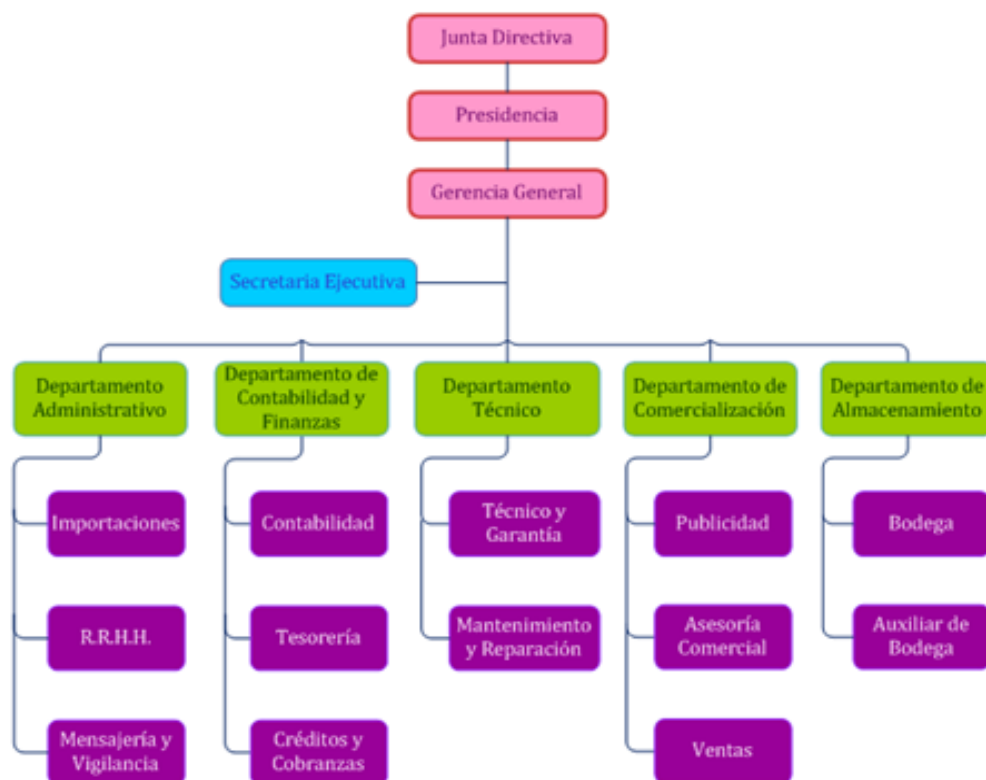 Junta Directiva
Presidencia
Gerencia General
Secretaria Ejecutiva
Departamento
Administrativo
Departamento de
Contabilidad y
Finanzas
Departamento
Técnico
Departamento de
Comercialización
Departamento de
Almacenamiento
Importaciones
Contabilidad
Técnico y
Garantía
Publicidad
Bodega
R.R.H.H.
Tesorería
Mantenimiento
y Reparación
Asesoría
Comercial
Auxiliar de
Bodega
Mensajería y
Vigilancia
Créditos y
Cobranzas
Ventas